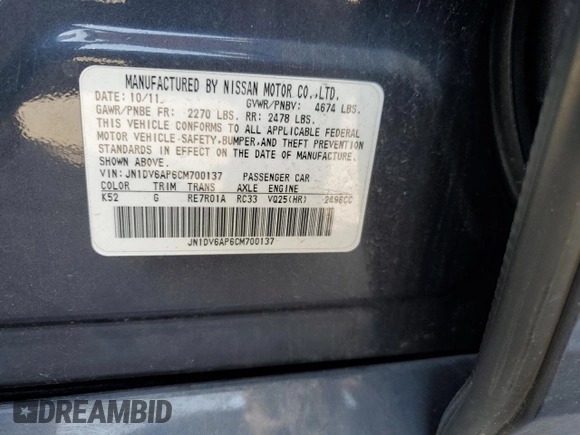 MANUFACTURED BY NISSAN MOTOR CO.,LTD.
DATE: 10/11 GVWR/PNBV: 4674 LBS.
GAWR/PNBE FR: 2270 LBS. RR: 2478 LBS.
THIS VEHICLE CONFORMS TO ALL APPLICABLE FEDERAL
MOTOR VEHICLE-SAFETY,BUMPER,AND THEFT PREVENTION
STANDARDS IN EFFECT ON THE DATE OF MANUFACTURE
SHOWN ABOVE.
VIN: JN1DV6AP6CM700137 PASSENGER CAR
COLOR TRIM TRANS AXLE ENGINE
K52 G RE7R01A RC33 VQ25(HR) 2496CC
JN1DV6AP6CM700137
DREAMBID